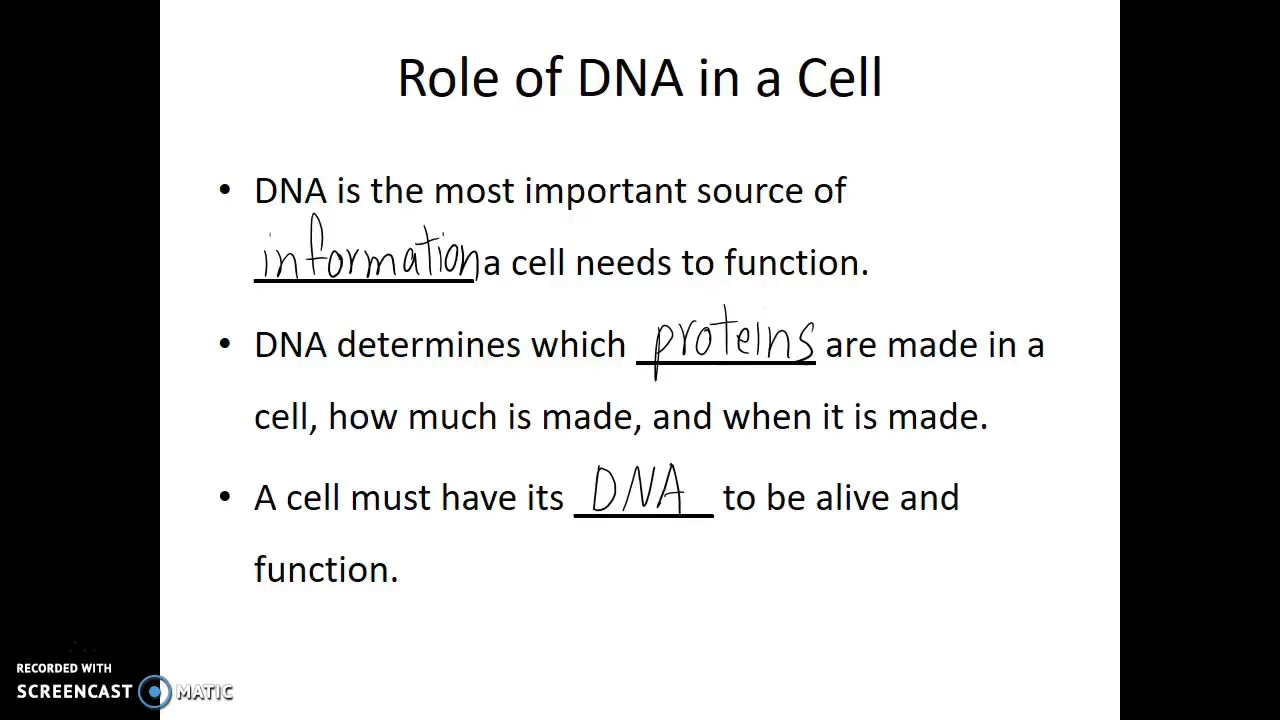 Role of DNA in a Cell
• DNA is the most important source of
information a cell needs to function.
• DNA determines which proteins are made in a
cell, how much is made, and when it is made.
• A cell must have its DNA to be alive and
function.
RECORDED WITH
SCREENCAST MATIC